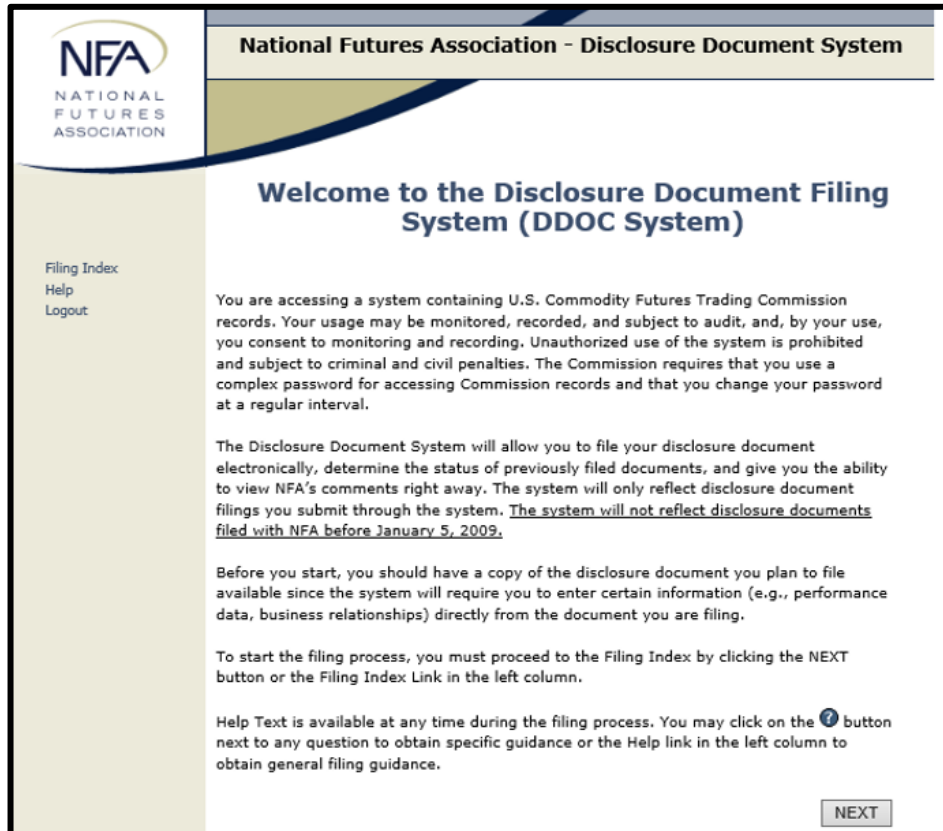 NFA
NATIONAL
FUTURES
ASSOCIATION
National Futures Association - Disclosure Document System
Welcome to the Disclosure Document Filing
System (DDOC System)
Filing Index
Help
Logout
You are accessing a system containing U.S. Commodity Futures Trading Commission
records. Your usage may be monitored, recorded, and subject to audit, and, by your use,
you consent to monitoring and recording. Unauthorized use of the system is prohibited
and subject to criminal and civil penalties. The Commission requires that you use a
complex password for accessing Commission records and that you change your password
at a regular interval.
The Disclosure Document System will allow you to file your disclosure document
electronically, determine the status of previously filed documents, and give you the ability
to view NFA's comments right away. The system will only reflect disclosure document
filings you submit through the system. The system will not reflect disclosure documents
filed with NFA before January 5, 2009.
Before you start, you should have a copy of the disclosure document you plan to file
available since the system will require you to enter certain information (e.g., performance
data, business relationships) directly from the document you are filing.
To start the filing process, you must proceed to the Filing Index by clicking the NEXT
button or the Filing Index Link in the left column.
Help Text is available at any time during the filing process. You may click on the ? button
next to any question to obtain specific guidance or the Help link in the left column to
obtain general filing guidance.
NEXT